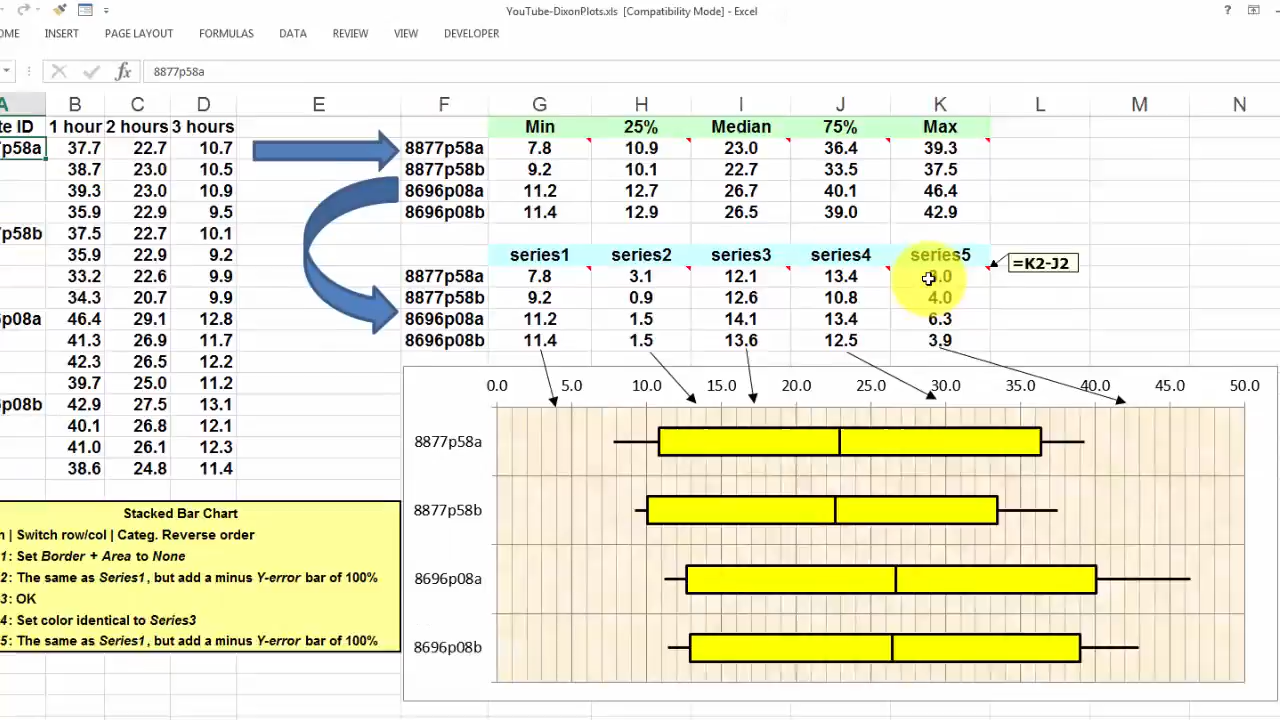 YouTube-DixonPlots.xls [Compatibility Mode] - Excel
?
OME INSERT PAGE LAYOUT FORMULAS DATA REVIEW VIEW DEVELOPER
fx 8877p58a
A B C D E F G H I J K L M N
te ID 1 hour 2 hours 3 hours Min 25% Median 75% Max
p58a 37.7 22.7 10.7 8877p58a 7.8 10.9 23.0 36.4 39.3
38.7 23.0 10.5 8877p58b 9.2 10.1 22.7 33.5 37.5
39.3 23.0 10.9 8696p08a 11.2 12.7 26.7 40.1 46.4
35.9 22.9 9.5 8696p08b 11.4 12.9 26.5 39.0 42.9
p58b 37.5 22.7 10.1
35.9 22.9 9.2 series1 series2 series3 series4 series5 =K2-J2
33.2 22.6 9.9 8877p58a 7.8 3.1 12.1 13.4 3.0
34.3 20.7 9.9 8877p58b 9.2 0.9 12.6 10.8 4.0
p08a 46.4 29.1 12.8 8696p08a 11.2 1.5 14.1 13.4 6.3
41.3 26.9 11.7 8696p08b 11.4 1.5 13.6 12.5 3.9
42.3 26.5 12.2
39.7 25.0 11.2 0.0 5.0 10.0 15.0 20.0 25.0 30.0 35.0 40.0 45.0 50.0
p08b 42.9 27.5 13.1
40.1 26.8 12.1
41.0 26.1 12.3 8877p58a
38.6 24.8 11.4
8877p58b
8696p08a
8696p08b
Stacked Bar Chart
| Switch row/col | Categ. Reverse order
1: Set Border + Area to None
2: The same as Series1, but add a minus Y-error bar of 100%
3: OK
4: Set color identical to Series3
5: The same as Series1, but add a minus Y-error bar of 100%